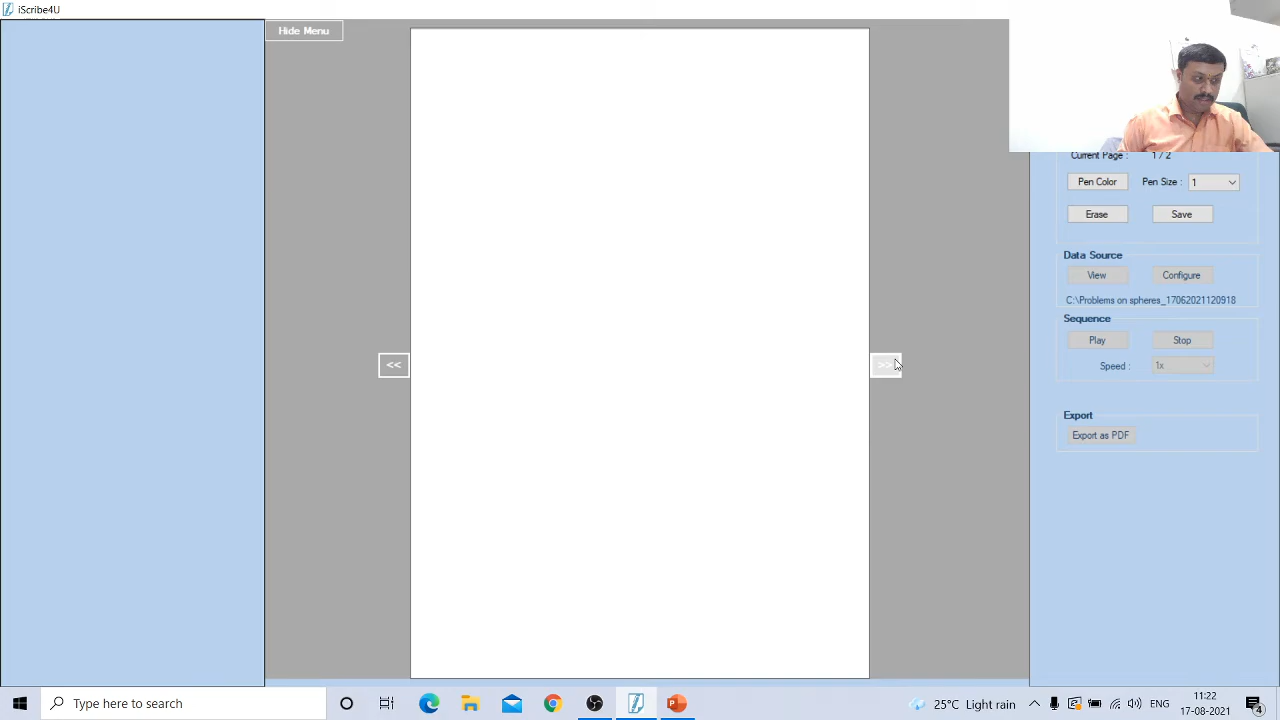 iScribe4U
Hide Menu
Current Page : 1 / 2
Pen Color Pen Size : 1
Erase Save
Data Source
View Configure
C:\Problems on spheres_17062021120918
Sequence
Play Stop
<< >>
Speed : 1x
Export
Export as PDF
Type here to search
25°C Light rain
ENG
11:22
17-08-2021
4